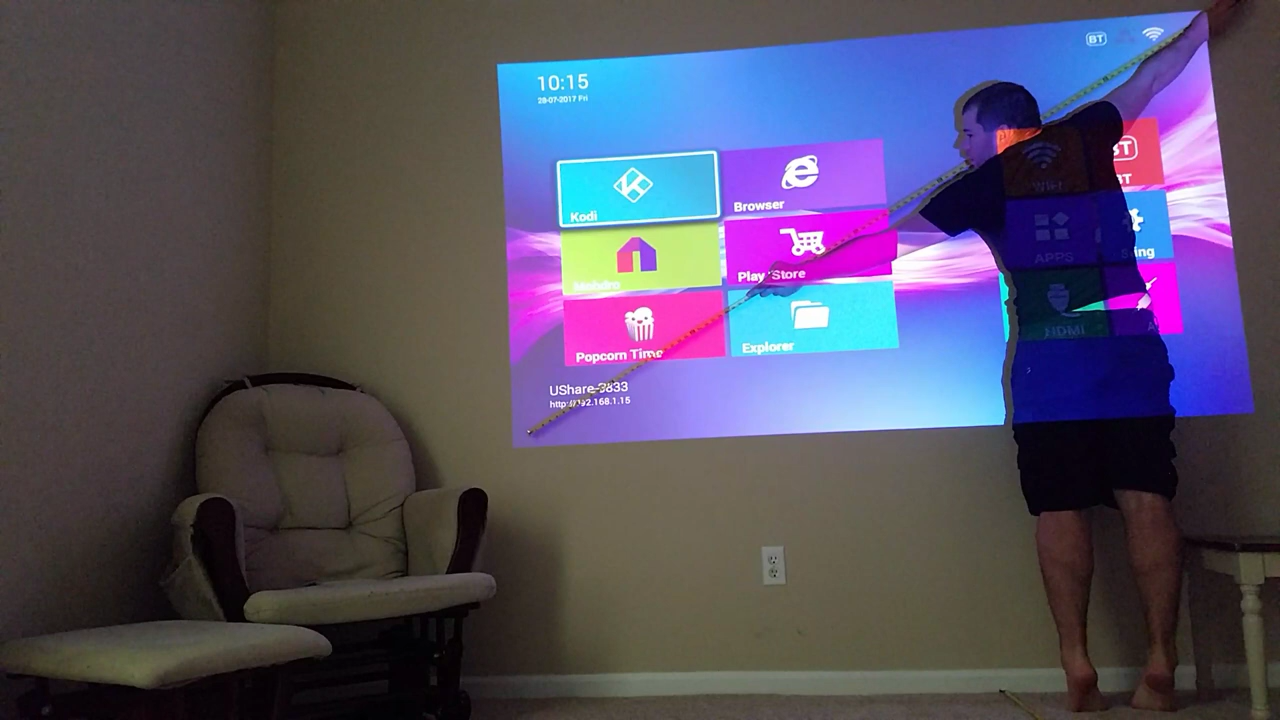 10:15
28-07-2017 Fri
BT
Kodi
Browser
BT
WIFI
Mobdro
Play Store
APPS
Popcorn Time
Explorer
HDMI
UShare-3833
http://192.168.1.15